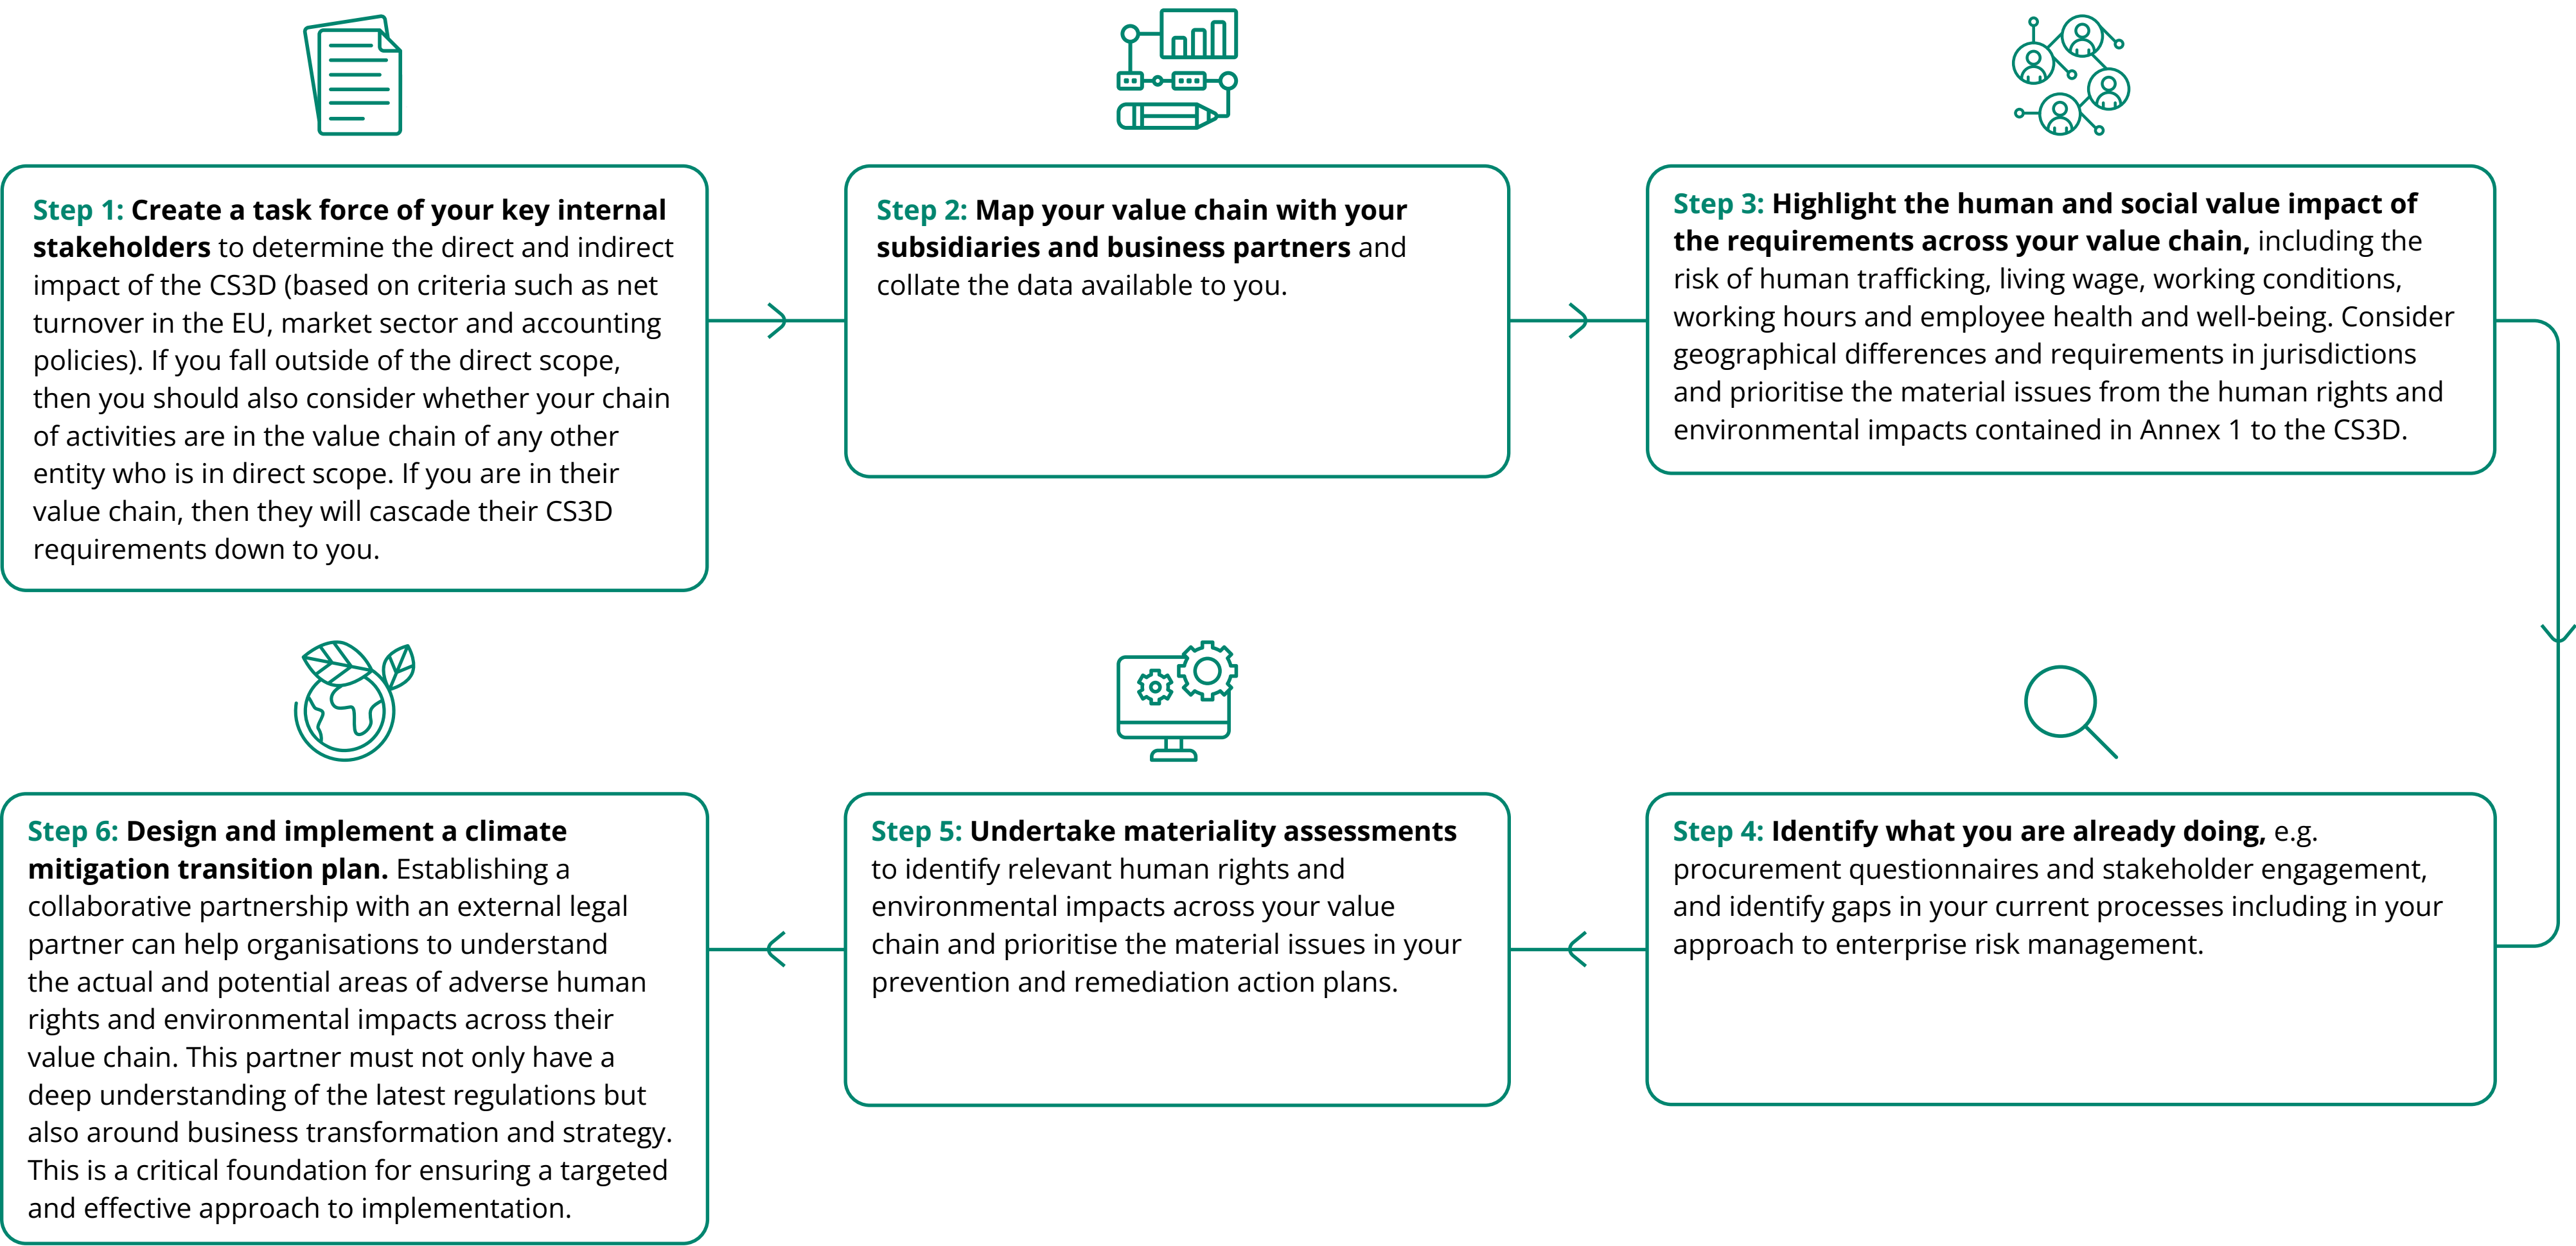 Step 1: Create a task force of your key internal
stakeholders to determine the direct and indirect
impact of the CS3D (based on criteria such as net
turnover in the EU, market sector and accounting
policies). If you fall outside of the direct scope,
then you should also consider whether your chain
of activities are in the value chain of any other
entity who is in direct scope. If you are in their
value chain, then they will cascade their CS3D
requirements down to you.
Step 2: Map your value chain with your
subsidiaries and business partners and
collate the data available to you.
Step 3: Highlight the human and social value impact of
the requirements across your value chain, including the
risk of human trafficking, living wage, working conditions,
working hours and employee health and well-being. Consider
geographical differences and requirements in jurisdictions
and prioritise the material issues from the human rights and
environmental impacts contained in Annex 1 to the CS3D.
Step 4: Identify what you are already doing, e.g.
procurement questionnaires and stakeholder engagement,
and identify gaps in your current processes including in your
approach to enterprise risk management.
Step 5: Undertake materiality assessments
to identify relevant human rights and
environmental impacts across your value
chain and prioritise the material issues in your
prevention and remediation action plans.
Step 6: Design and implement a climate
mitigation transition plan. Establishing a
collaborative partnership with an external legal
partner can help organisations to understand
the actual and potential areas of adverse human
rights and environmental impacts across their
value chain. This partner must not only have a
deep understanding of the latest regulations but
also around business transformation and strategy.
This is a critical foundation for ensuring a targeted
and effective approach to implementation.